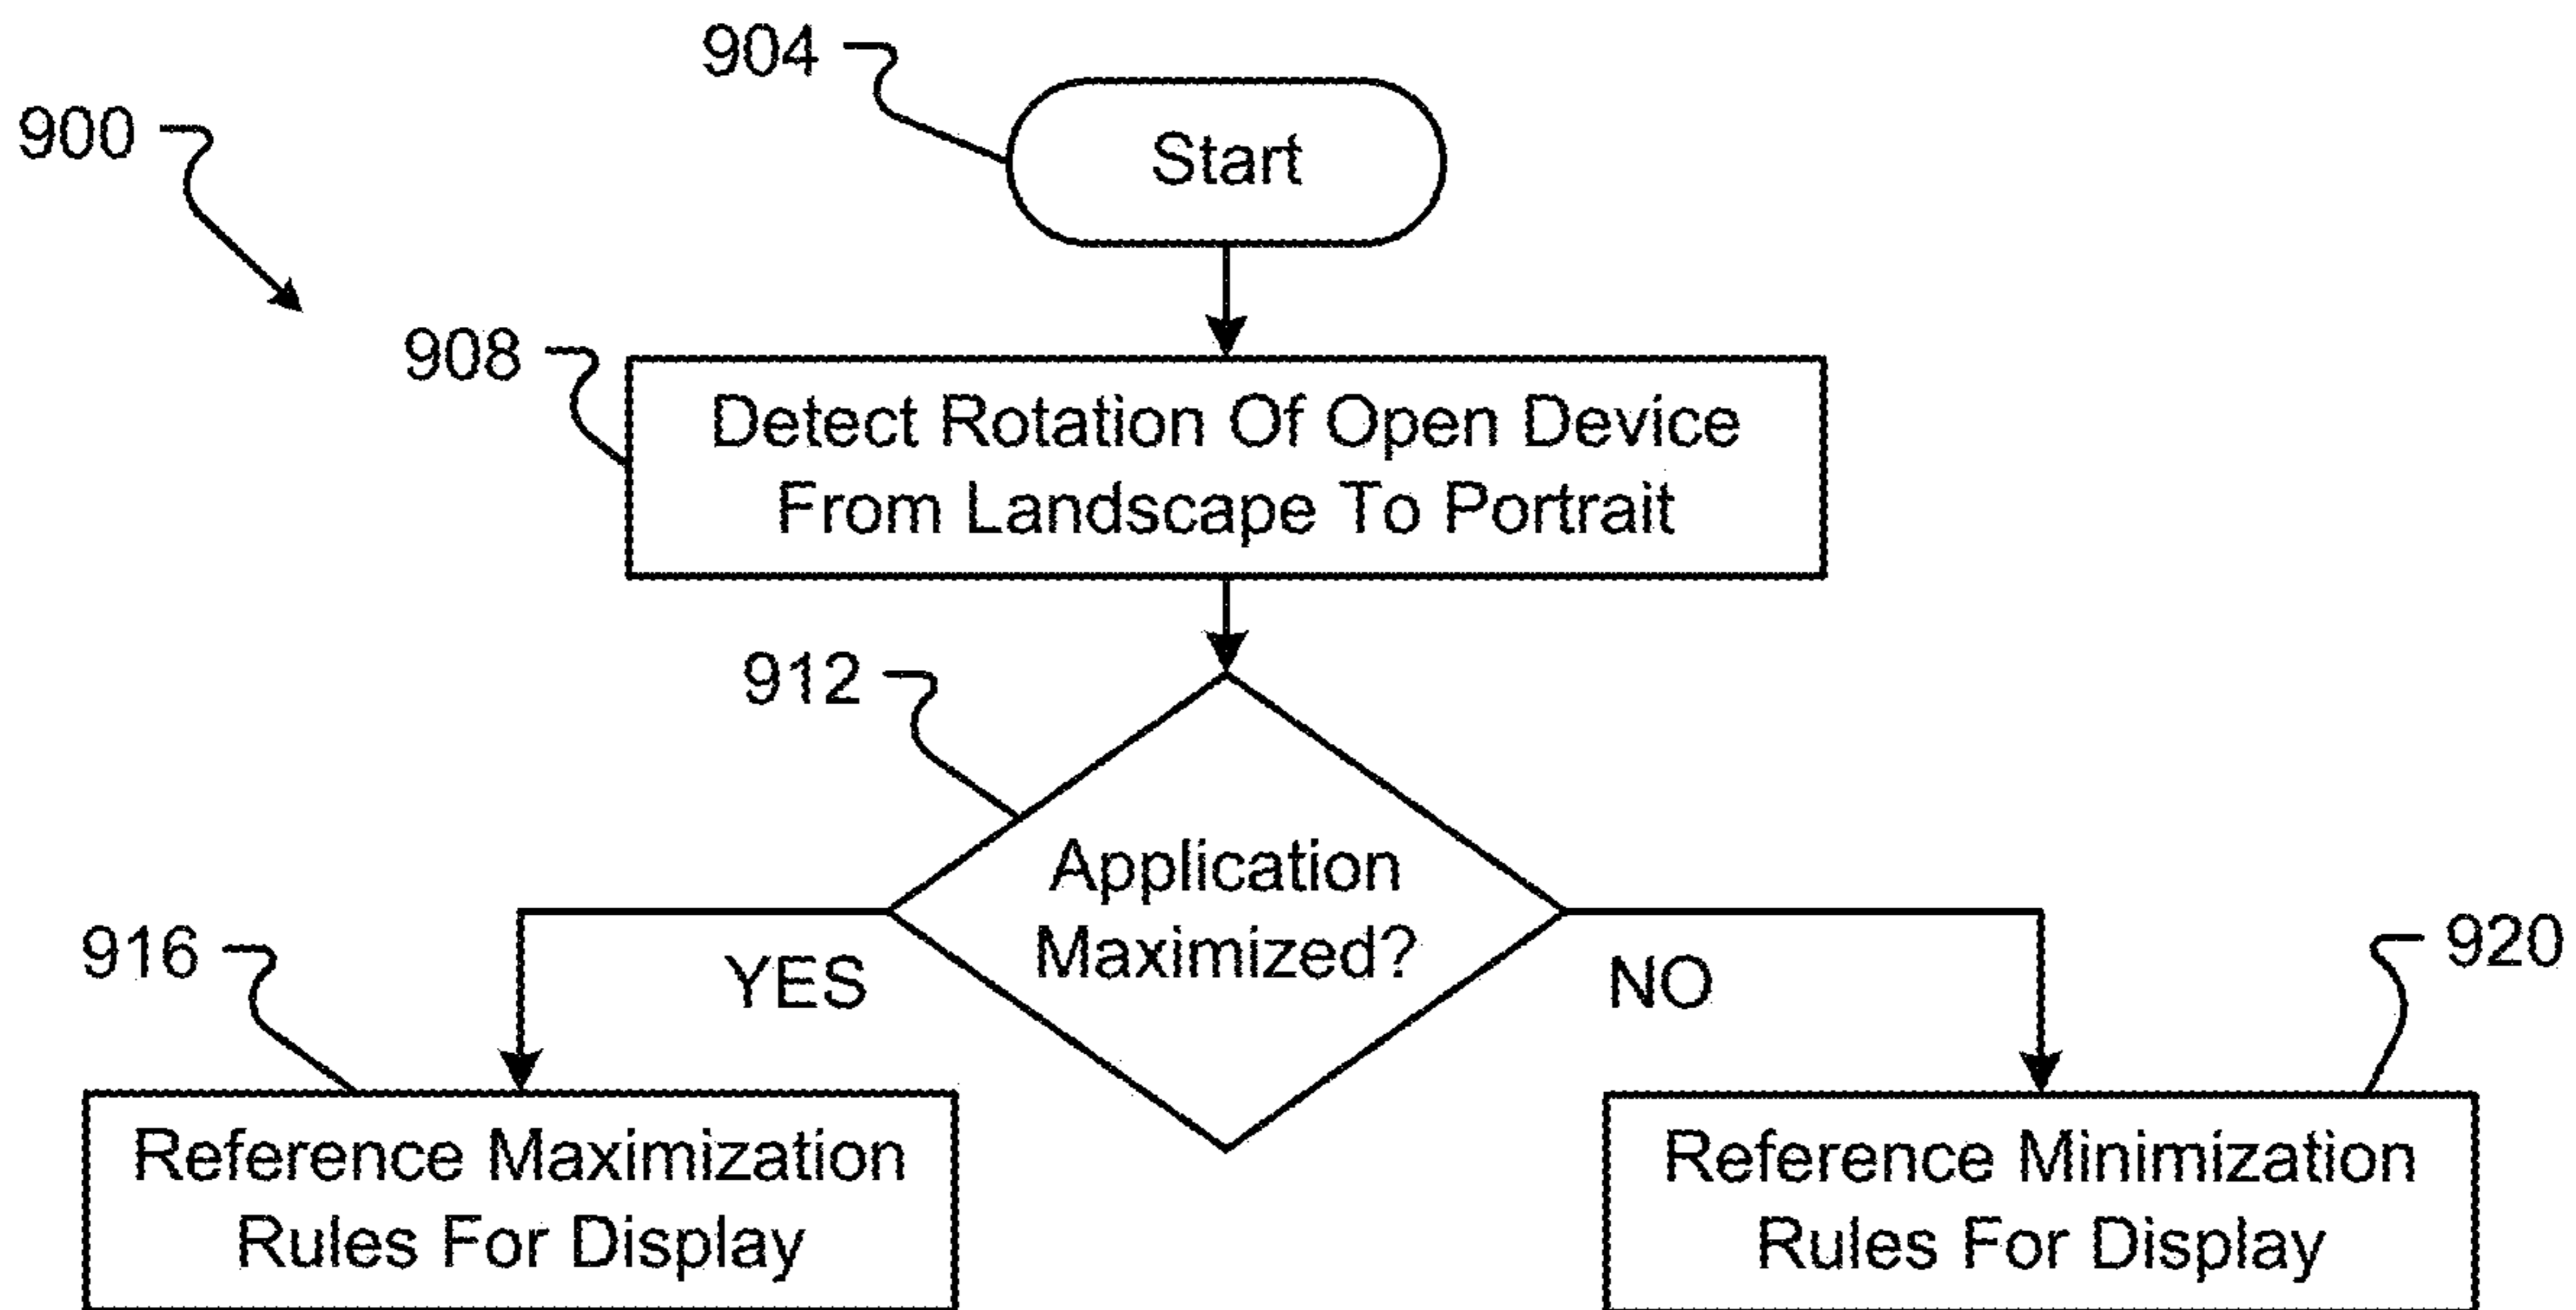 904
Start
900
908
Detect Rotation Of Open Device
From Landscape To Portrait
912
Application
Maximized?
YES
NO
916
Reference Maximization
Rules For Display
920
Reference Minimization
Rules For Display